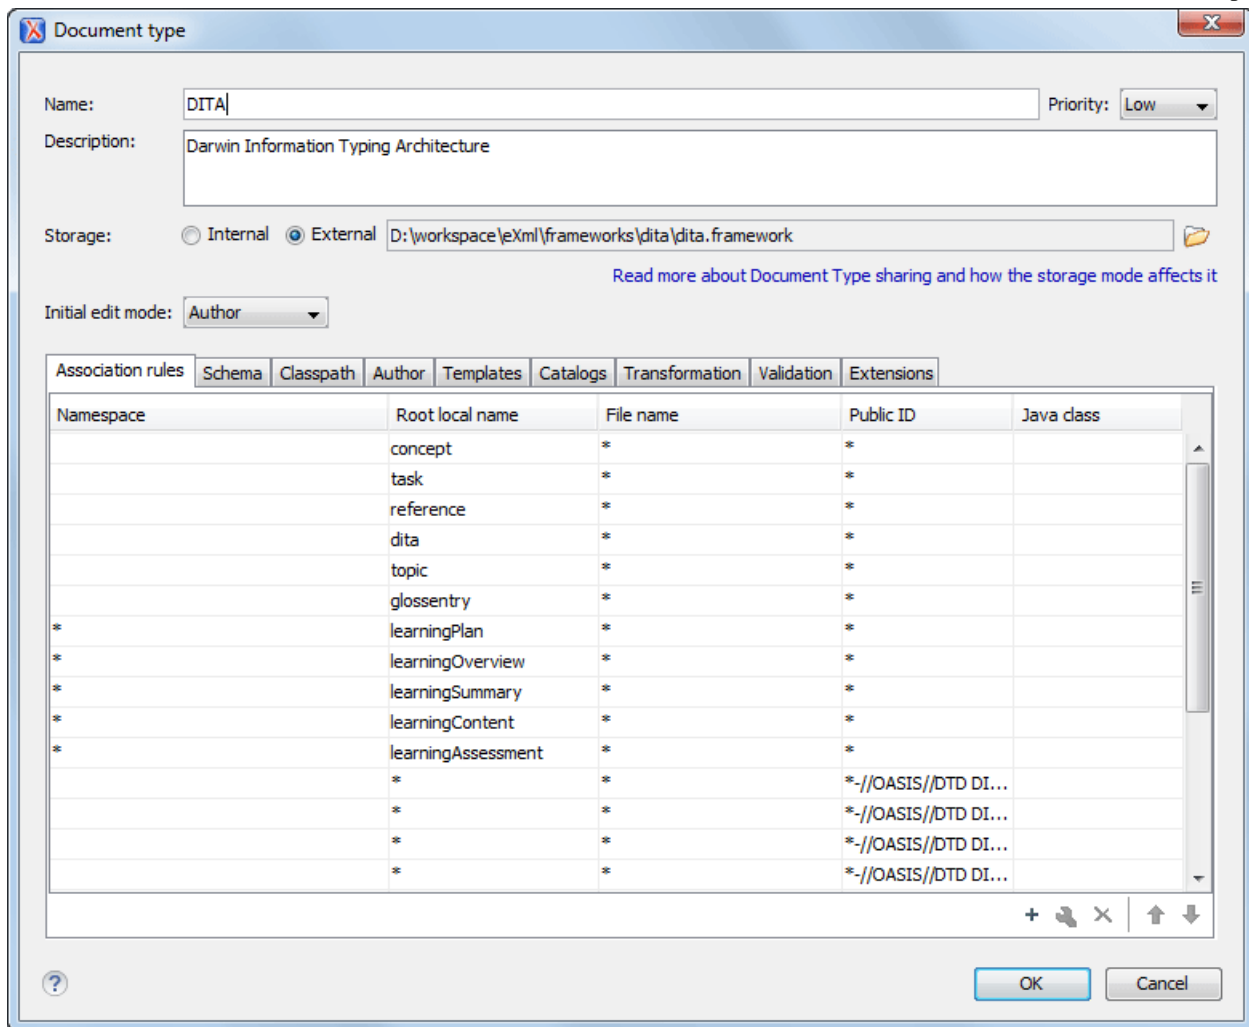 Document type
Name: DITA Priority: Low
Description: Darwin Information Typing Architecture
Storage: Internal External D:\workspace\eXml\frameworks\dita\dita.framework
Read more about Document Type sharing and how the storage mode affects it
Initial edit mode: Author
Association rules Schema Classpath Author Templates Catalogs Transformation Validation Extensions
Namespace Root local name File name Public ID Java class
concept * *
task * *
reference * *
dita * *
topic * *
glossentry * *
* learningPlan * *
* learningOverview * *
* learningSummary * *
* learningContent * *
* learningAssessment * *
* * *-//OASIS//DTD DI...
* * *-//OASIS//DTD DI...
* * *-//OASIS//DTD DI...
* * *-//OASIS//DTD DI...
OK Cancel